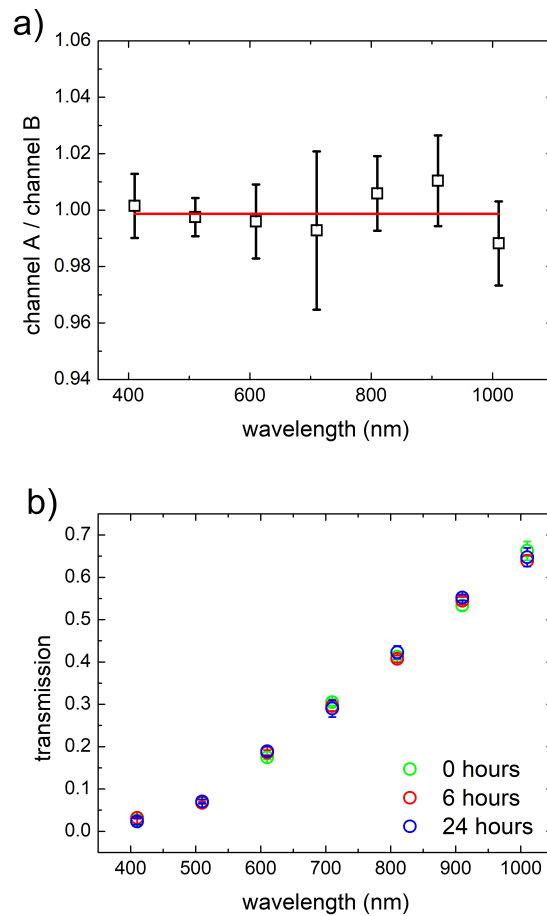 a)
1.06
1.04
1.02
1.00
0.98
0.96
0.94
channel A / channel B
400
600
800
1000
wavelength (nm)
b)
0.7
0.6
0.5
0.4
0.3
0.2
0.1
0.0
transmission
0 hours
6 hours
24 hours
400
500
600
700
800
900
1000
wavelength (nm)